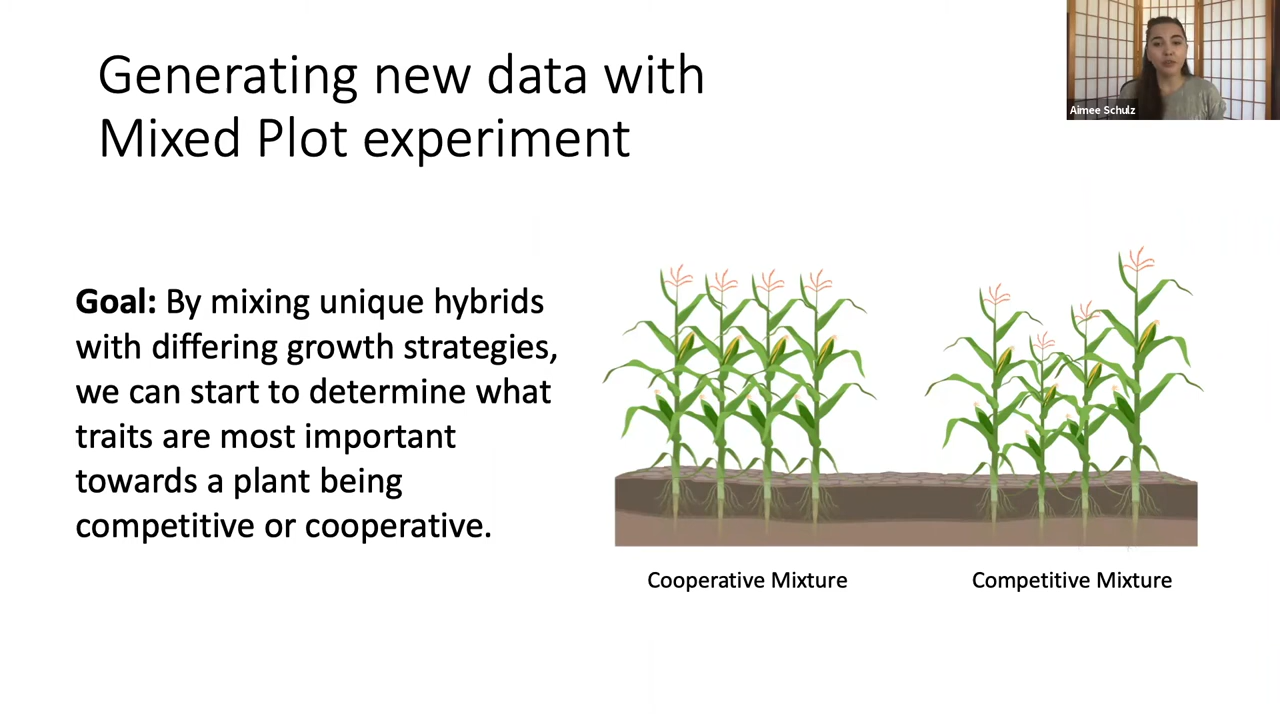 Generating new data with
Mixed Plot experiment
Aimee Schulz
Goal: By mixing unique hybrids
with differing growth strategies,
we can start to determine what
traits are most important
towards a plant being
competitive or cooperative.
Cooperative Mixture
Competitive Mixture